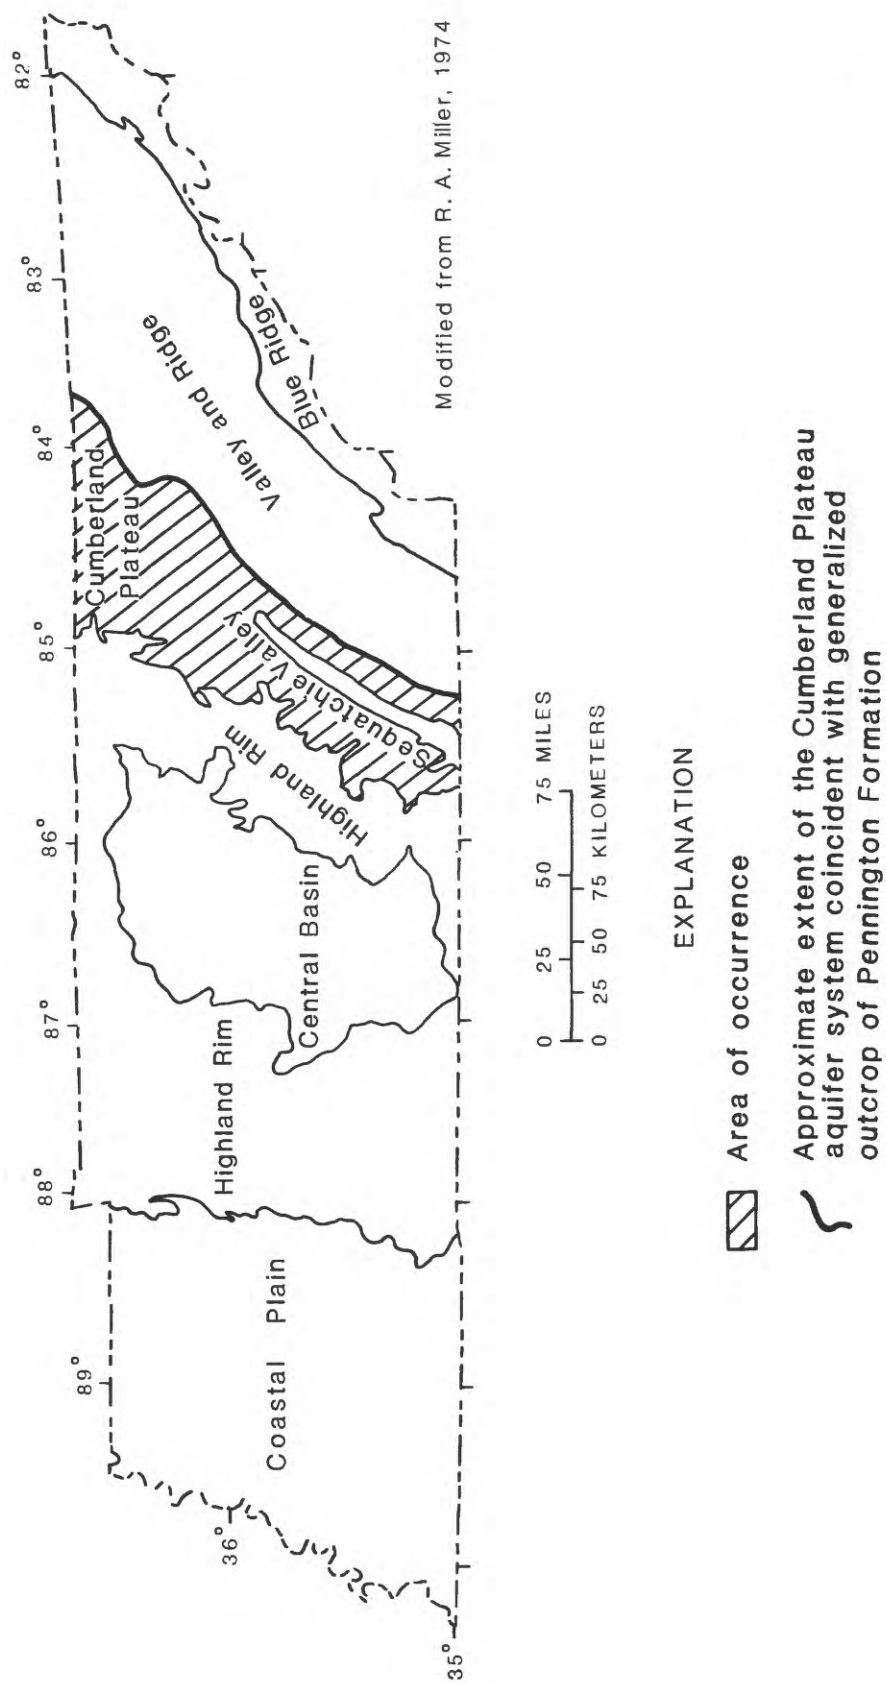 89°
88°
87°
86°
85°
84°
83°
82°
36°
35°
Coastal Plain
Highland Rim
Central Basin
Highland Rim
Sequatchie Valley
Cumberland
Plateau
Valley and Ridge
Blue Ridge
Modified from R. A. Miller, 1974
0 25 50 75 MILES
0 25 50 75 KILOMETERS
EXPLANATION
Area of occurrence
Approximate extent of the Cumberland Plateau
aquifer system coincident with generalized
outcrop of Pennington Formation